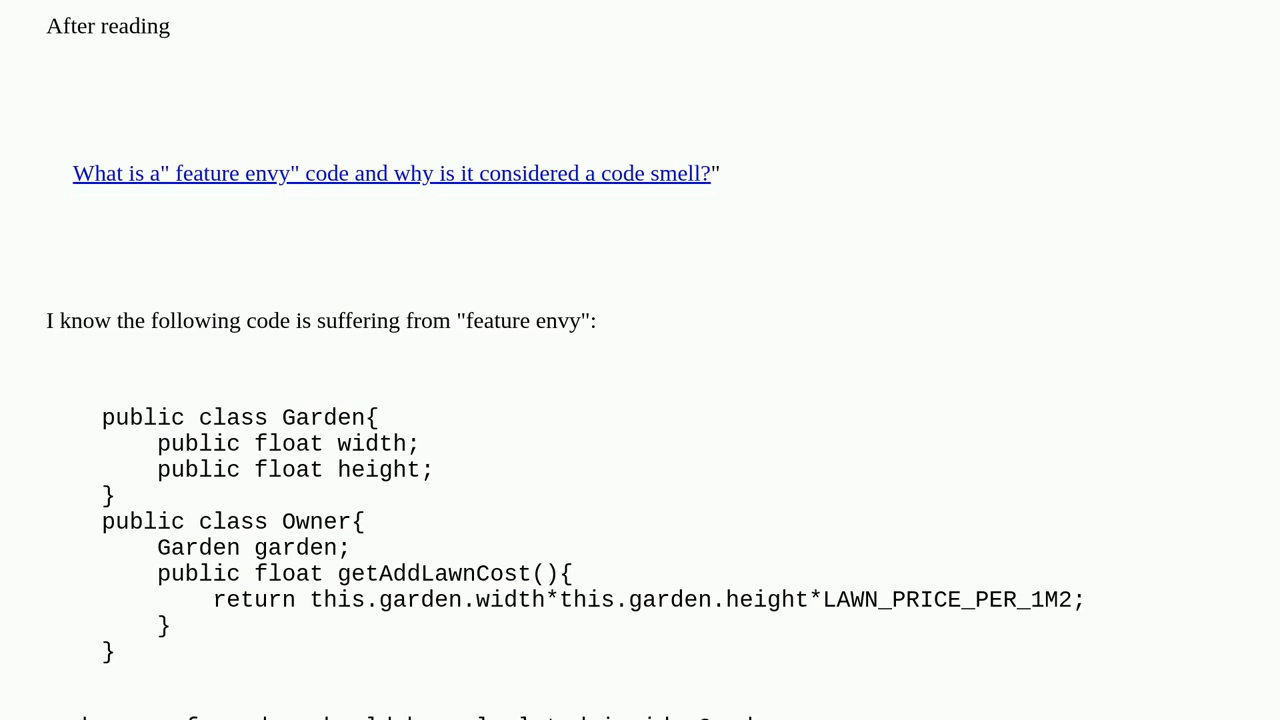 After reading
What is a" feature envy" code and why is it considered a code smell?"
I know the following code is suffering from "feature envy":
public class Garden{
    public float width;
    public float height;
}
public class Owner{
    Garden garden;
    public float getAddLawnCost(){
        return this.garden.width*this.garden.height*LAWN_PRICE_PER_1M2;
    }
}